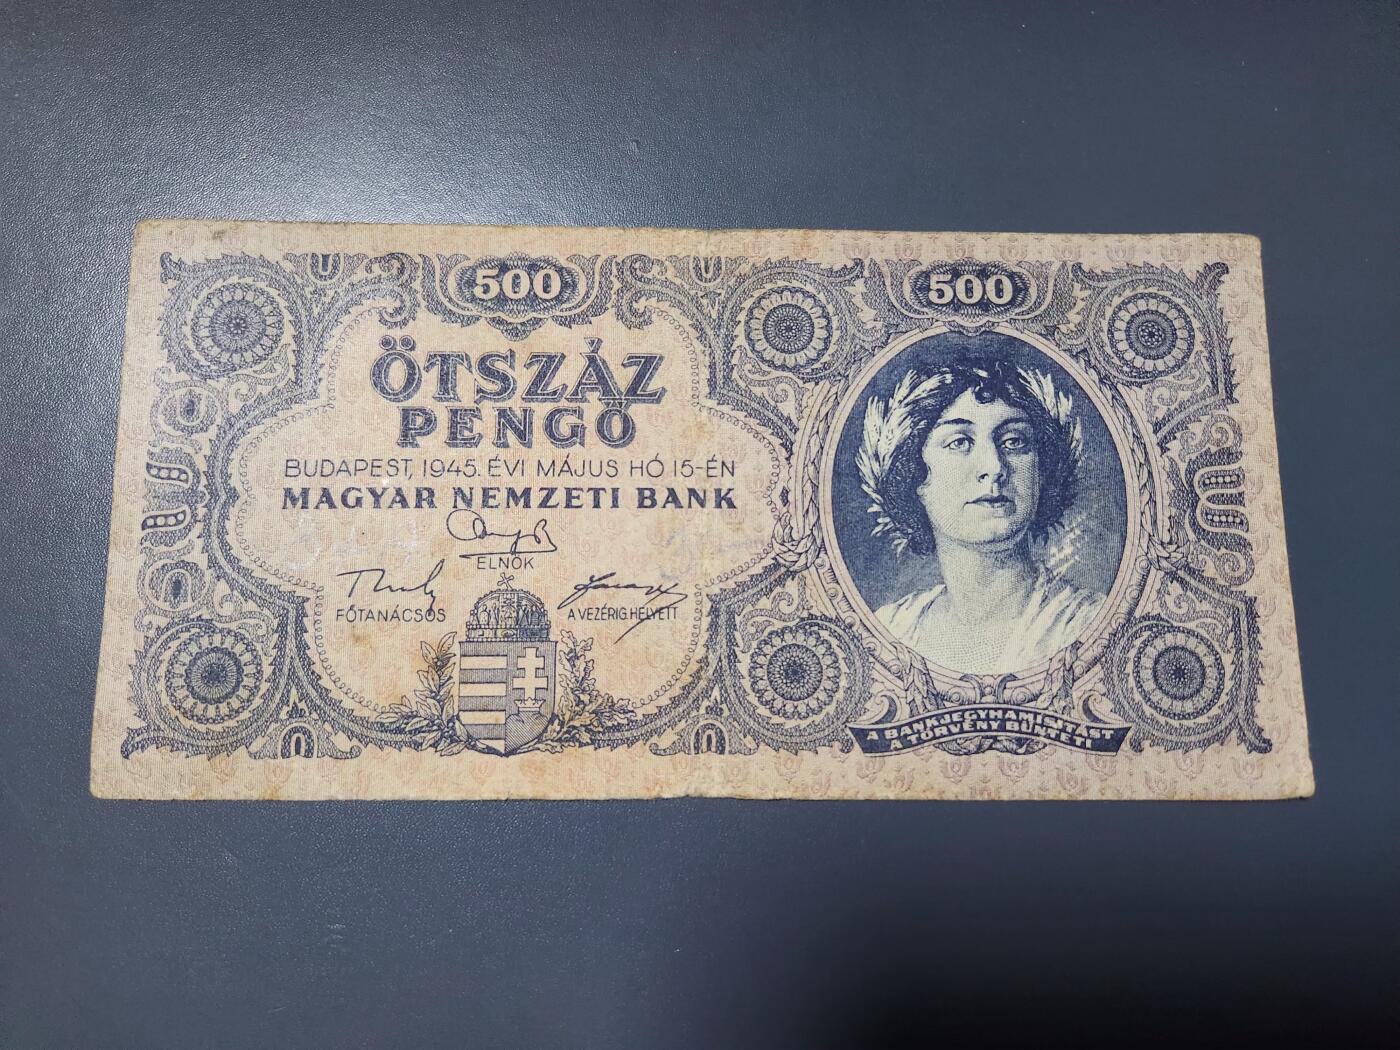 500
500
ÖTSZÁZ
PENGŐ
BUDAPEST, 1945. ÉVI MÁJUS HÓ 15-ÉN
MAGYAR NEMZETI BANK
ELNÖK
FŐTANÁCSOS
A VEZÉRIG. HELYETT
A BANKJEGYHAMISÍTÁST
A TÖRVÉNY BÜNTETI